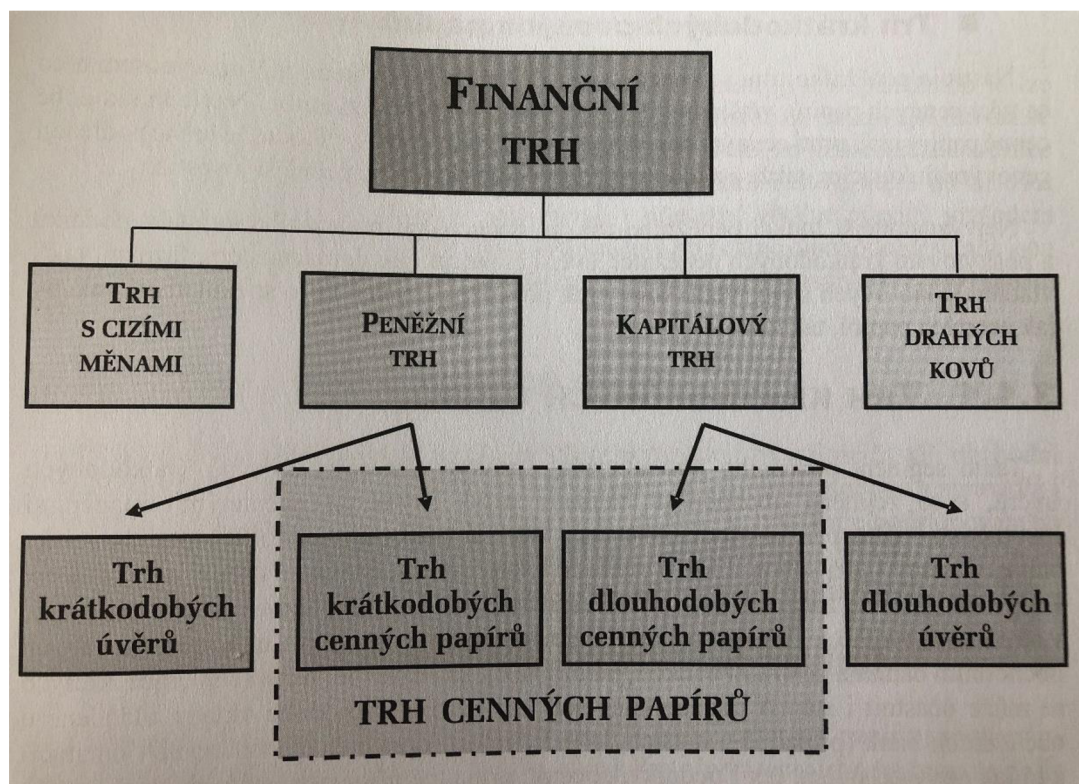 FINANČNÍ
TRH
TRH
S CIZÍMI
MĚNAMI
PENĚŽNÍ
TRH
KAPITÁLOVÝ
TRH
TRH
DRAHÝCH
KOVŮ
Trh
krátkodobých
úvěrů
Trh
krátkodobých
cenných papírů
Trh
dlouhodobých
cenných papírů
Trh
dlouhodobých
úvěrů
TRH CENNÝCH PAPÍRŮ